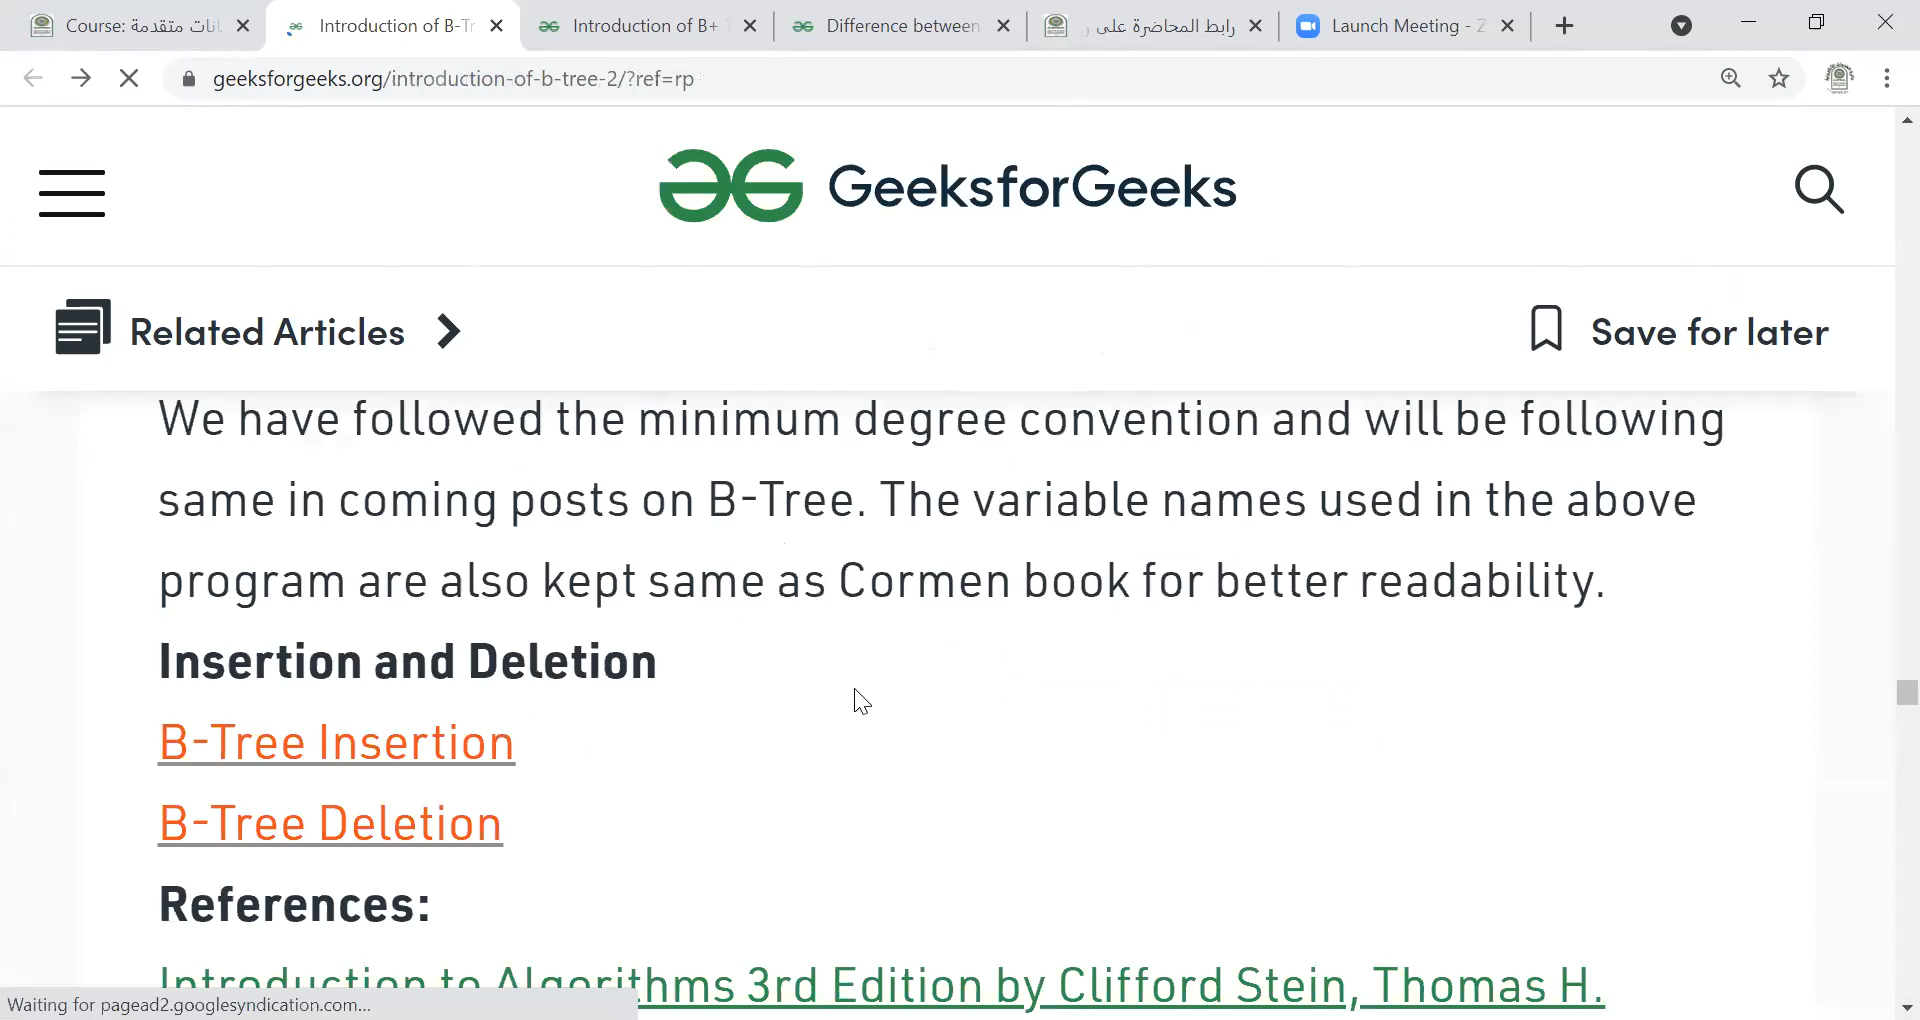 Course: انات متقدمة
Introduction of B-Tr
Introduction of B+
Difference between
رابط المحاضرة على
Launch Meeting - Z
geeksforgeeks.org/introduction-of-b-tree-2/?ref=rp
GeeksforGeeks
Related Articles
Save for later
We have followed the minimum degree convention and will be following
same in coming posts on B-Tree. The variable names used in the above
program are also kept same as Cormen book for better readability.
Insertion and Deletion
B-Tree Insertion
B-Tree Deletion
References:
Introduction to Algorithms 3rd Edition by Clifford Stein, Thomas H.
Waiting for pagead2.googlesyndication.com...